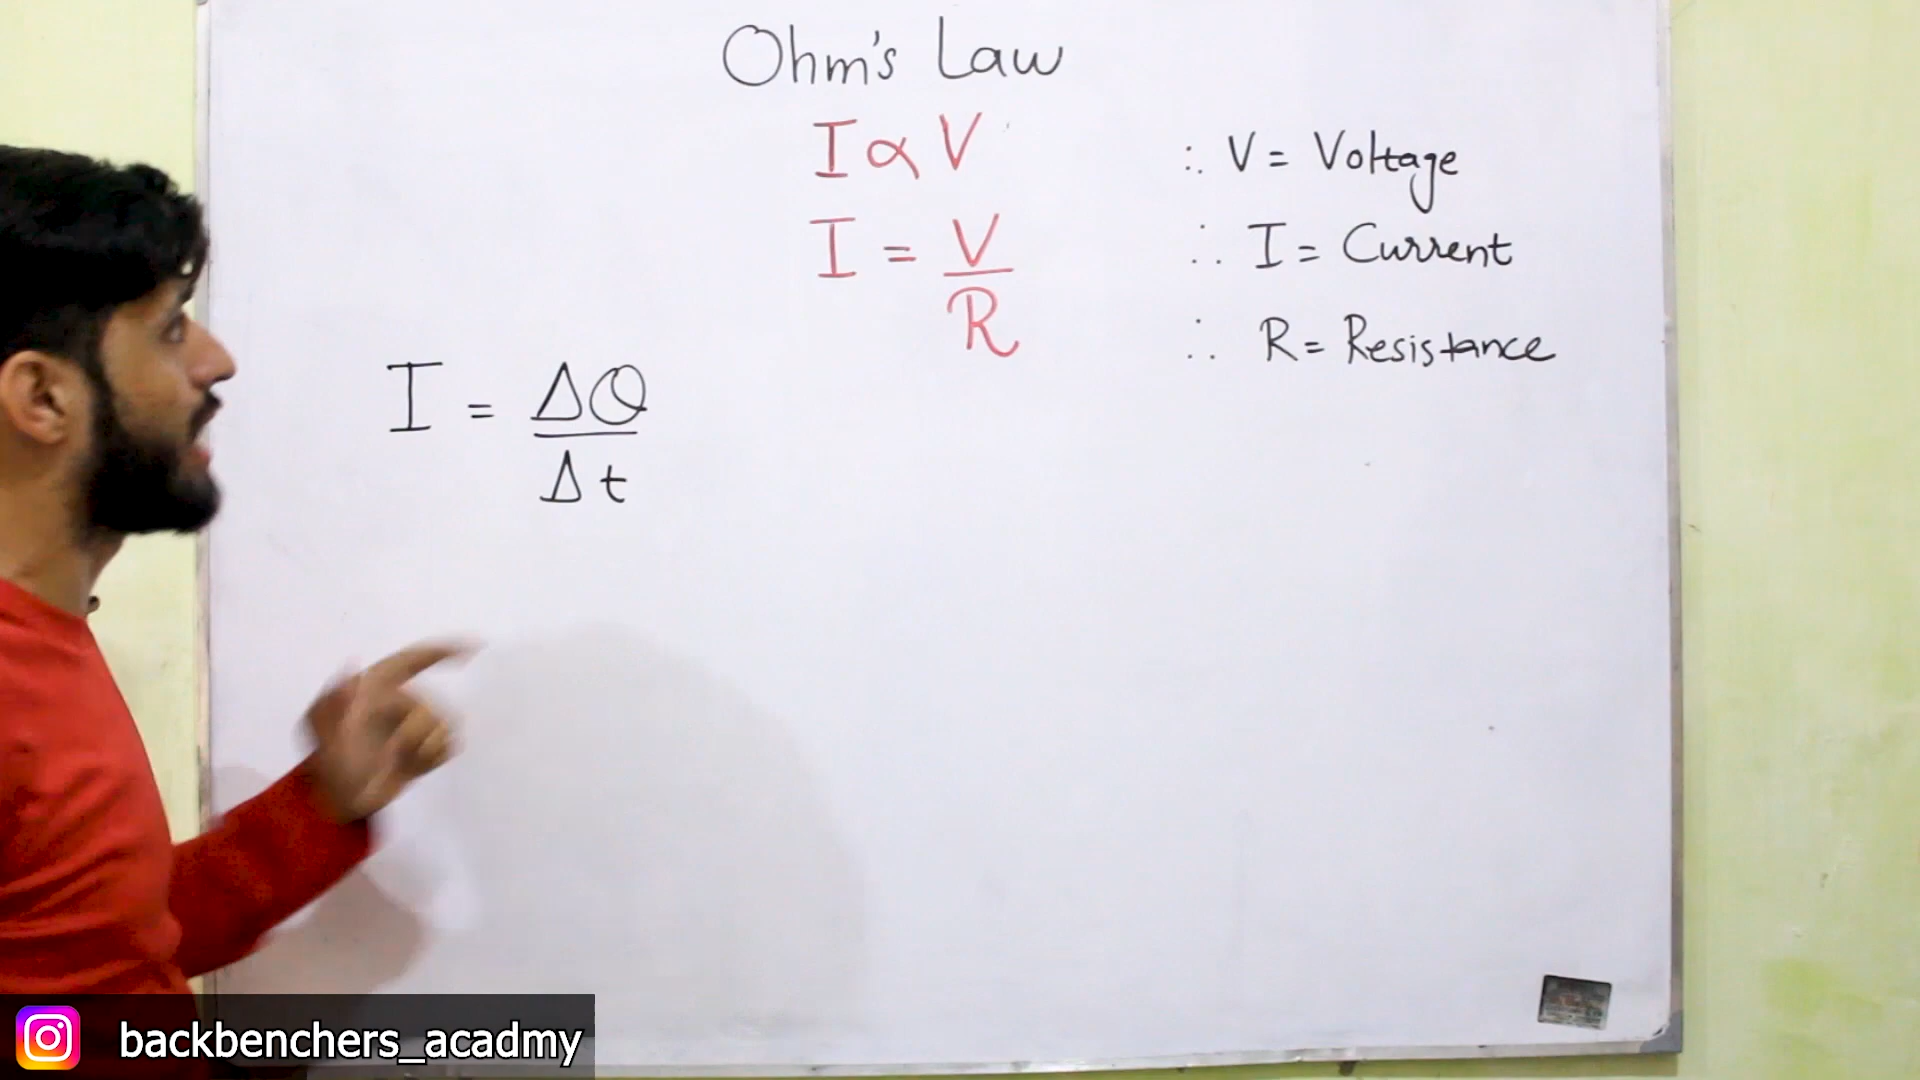 Ohm's Law
I ∝ V
I = V/R
∴ V = Voltage
∴ I = Current
∴ R = Resistance
I = ΔQ/Δt
backbenchers_acadmy